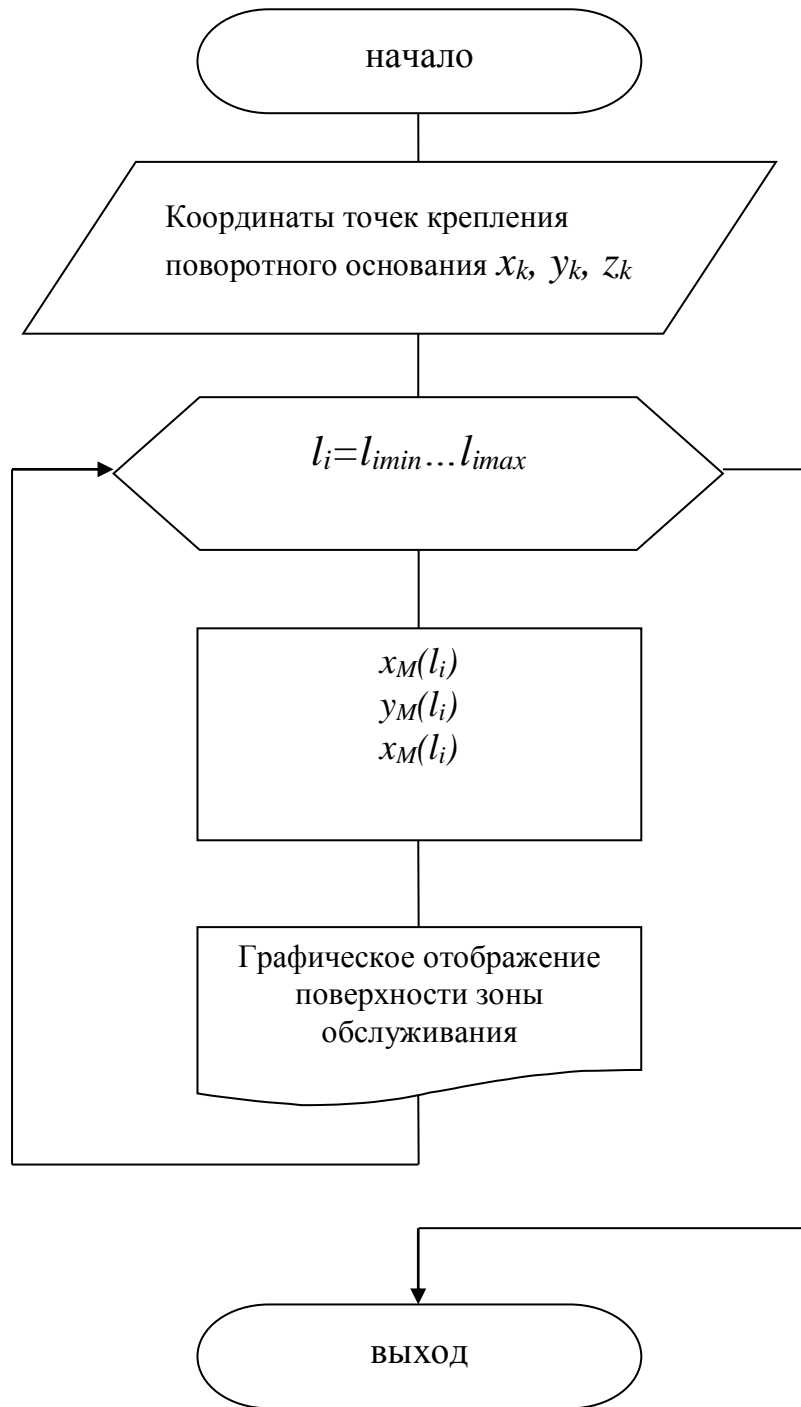 начало
Координаты точек крепления
поворотного основания xk, yk, zk
li=limin…limax
xM(li)
yM(li)
xM(li)
Графическое отображение
поверхности зоны
обслуживания
выход